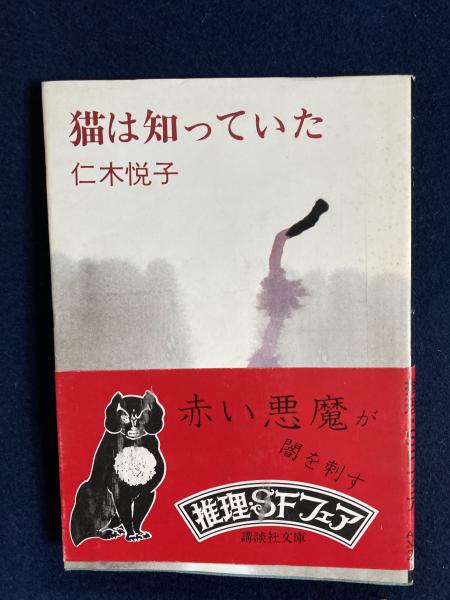 猫は知っていた
仁木悦子
赤い悪魔が
闇を刺す
推理SFフェア
講談社文庫